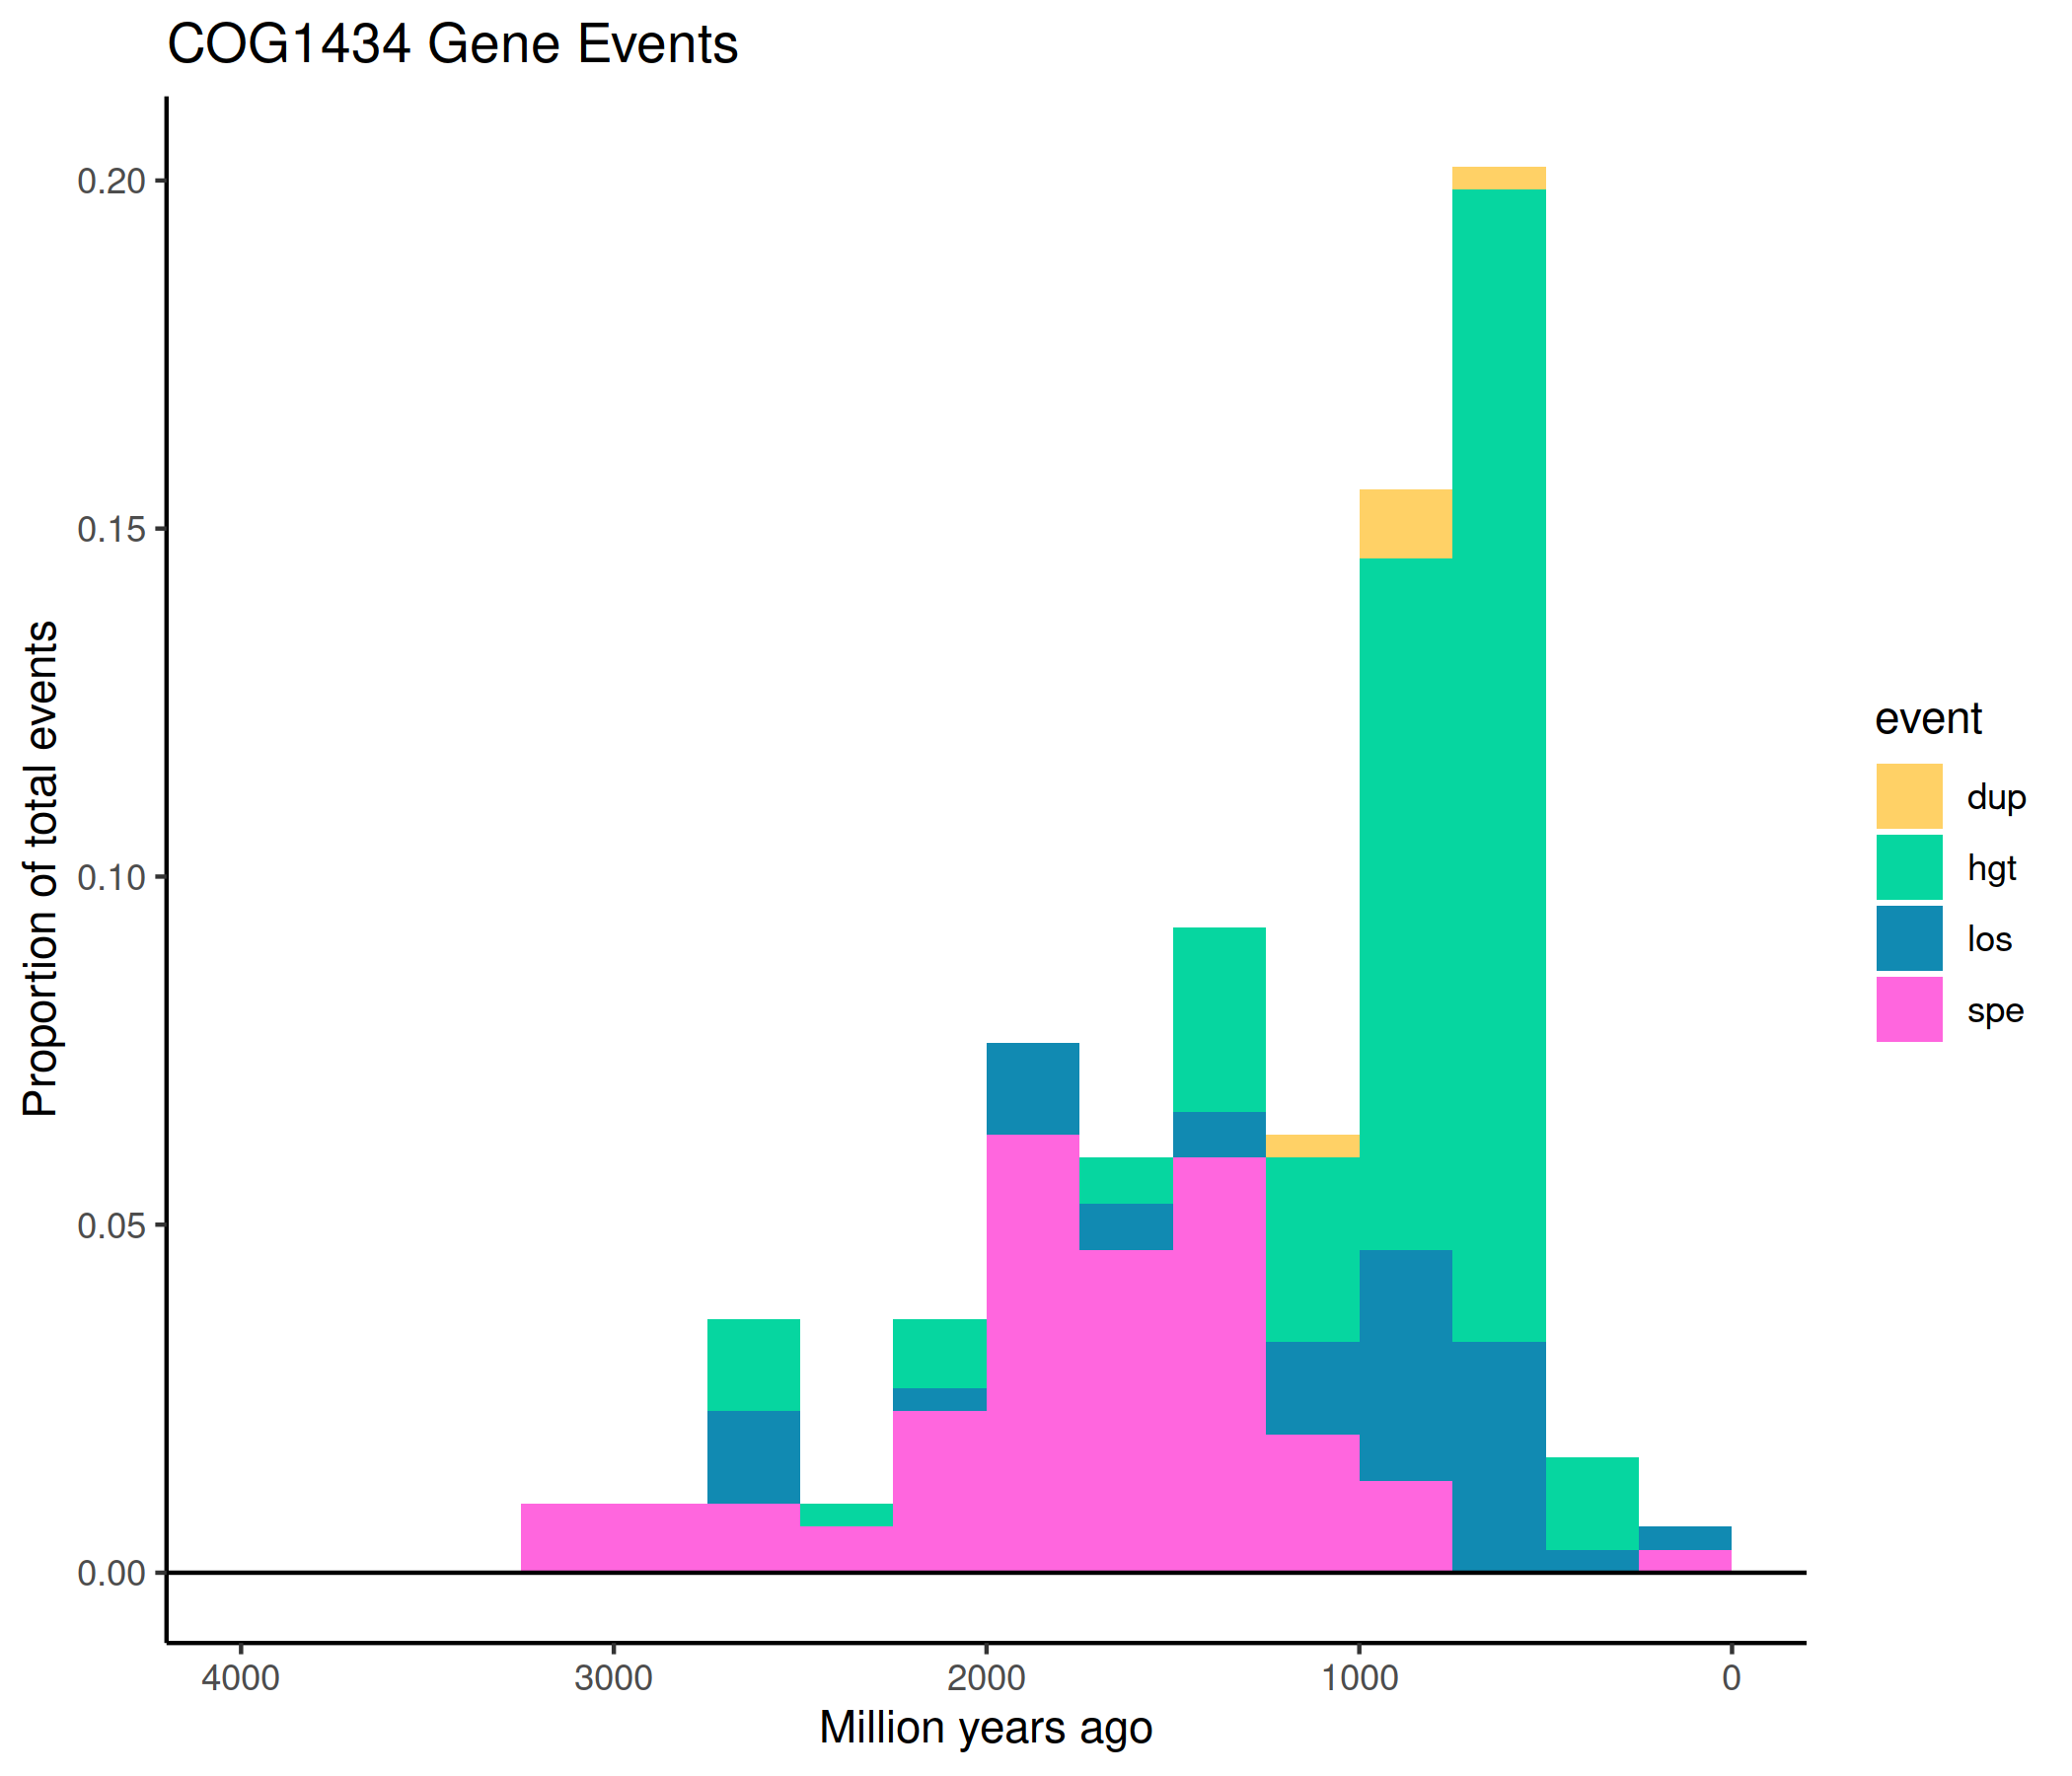 COG1434 Gene Events
Proportion of total events
0.20
0.15
0.10
0.05
0.00
4000 3000 2000 1000 0
Million years ago
event
dup
hgt
los
spe